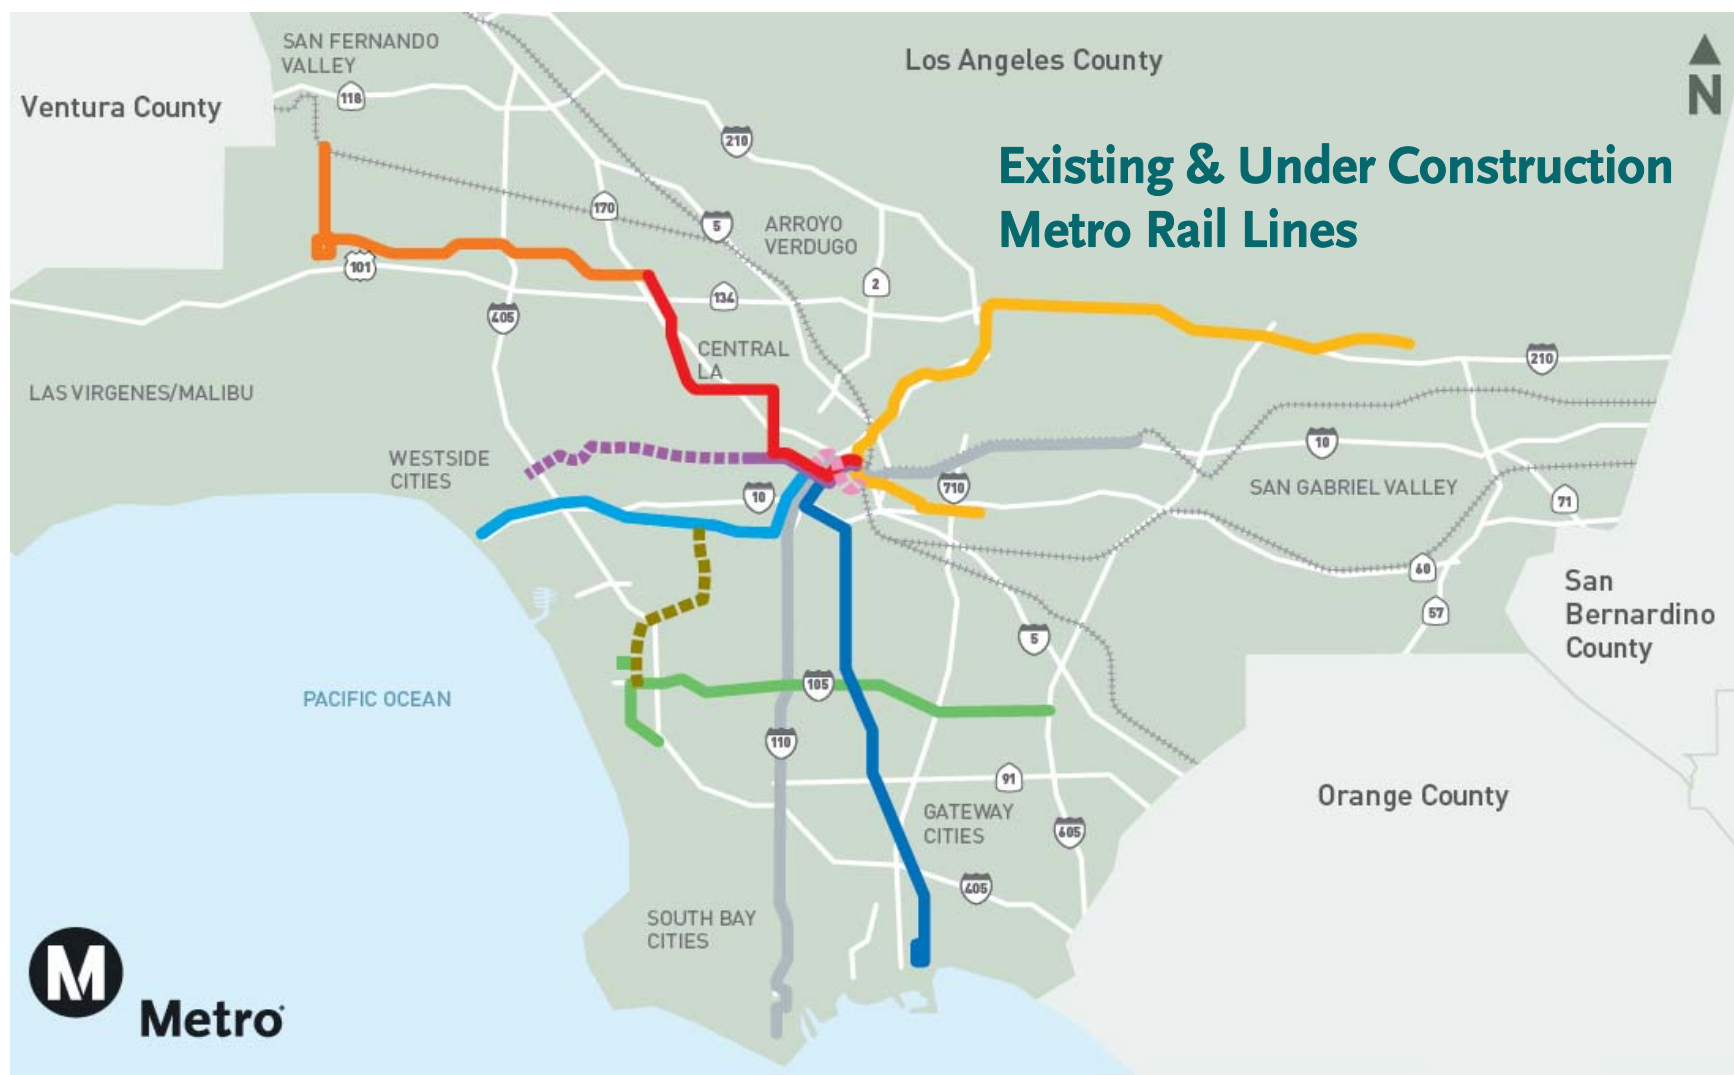 SAN FERNANDO
VALLEY
Los Angeles County
N
Ventura County
118
210
Existing & Under Construction
Metro Rail Lines
170
5
ARROYO
VERDUGO
101
2
134
405
CENTRAL
LA
210
LAS VIRGENES/MALIBU
WESTSIDE
CITIES
10
10
710
SAN GABRIEL VALLEY
71
60
San
Bernardino
County
57
5
PACIFIC OCEAN
105
110
91
Orange County
GATEWAY
CITIES
605
405
SOUTH BAY
CITIES
M
Metro